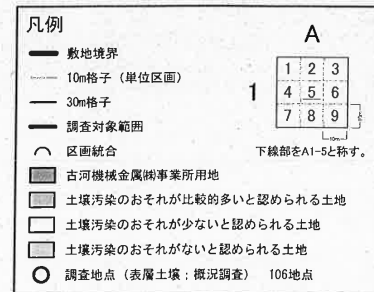 凡例
敷地境界
10m格子（単位区画）
30m格子
調査対象範囲
区画統合
古河機械金属㈱事業所用地
土壌汚染のおそれが比較的多いと認められる土地
土壌汚染のおそれが少ないと認められる土地
土壌汚染のおそれがないと認められる土地
調査地点（表層土壌；概況調査） 106地点
A
1
1 2 3
4 5 6
7 8 9
10m
下線部をA1-5と称す。